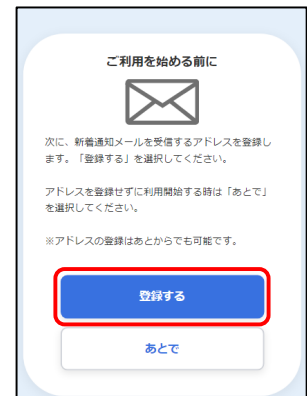 ご利用を始める前に
次に、新着通知メールを受信するアドレスを登録し
ます。「登録する」を選択してください。
アドレスを登録せずに利用開始する時は「あとで」
を選択してください。
※アドレスの登録はあとからでも可能です。
登録する
あとで